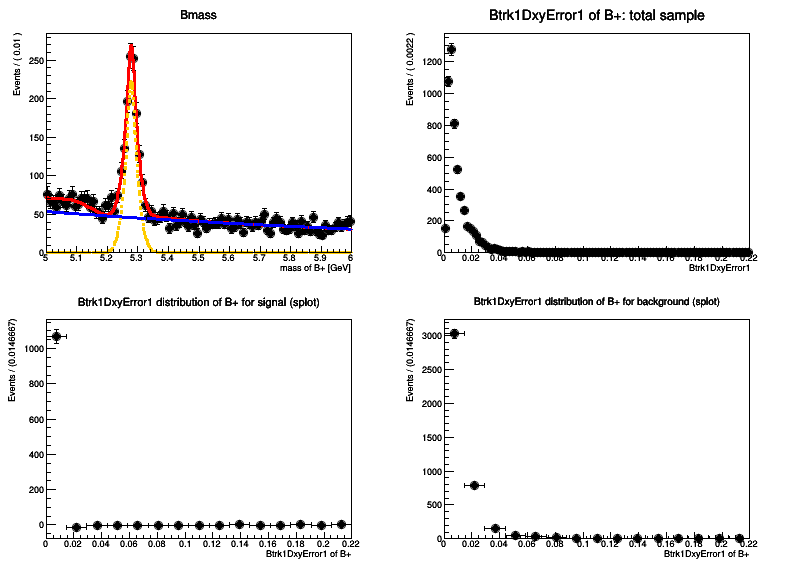 Bmass
Events / ( 0.01 )
250
200
150
100
50
0
5 5.1 5.2 5.3 5.4 5.5 5.6 5.7 5.8 5.9 6
mass of B+ [GeV]
Btrk1DxyError1 of B+: total sample
Events / ( 0.0022 )
1200
1000
800
600
400
200
0
0 0.02 0.04 0.06 0.08 0.1 0.12 0.14 0.16 0.18 0.2 0.22
Btrk1DxyError1
Btrk1DxyError1 distribution of B+ for signal (splot)
Events / (0.0146667)
1000
800
600
400
200
0
0 0.02 0.04 0.06 0.08 0.1 0.12 0.14 0.16 0.18 0.2 0.22
Btrk1DxyError1 of B+
Btrk1DxyError1 distribution of B+ for background (splot)
Events / (0.0146667)
3000
2500
2000
1500
1000
500
0
0 0.02 0.04 0.06 0.08 0.1 0.12 0.14 0.16 0.18 0.2 0.22
Btrk1DxyError1 of B+